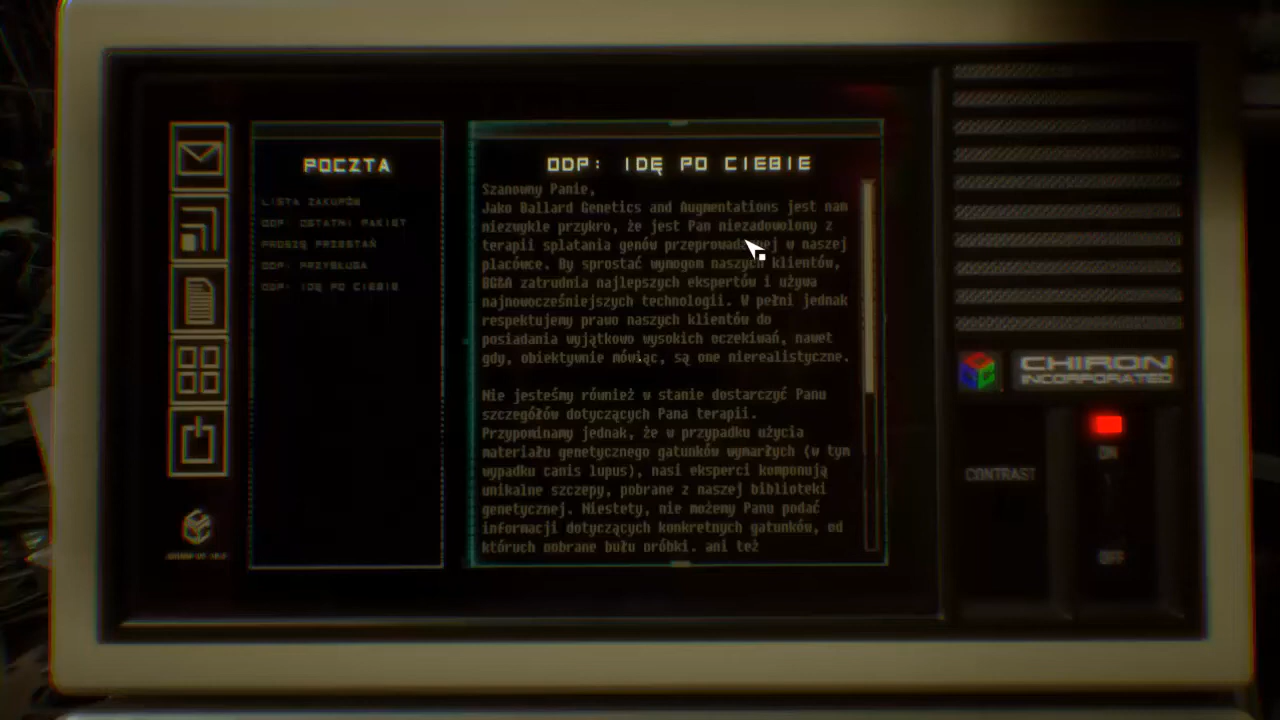 POCZTA
LISTA ZAKUPÓW
ODP: OSTATNI PAKIET
PROSZĘ PRZESTAŃ
ODP: PRZYSŁUGA
ODP: IDĘ PO CIEBIE
ODP: IDĘ PO CIEBIE
Szanowny Panie,
Jako Ballard Genetics and Augmentations jest nam
niezwykle przykro, że jest Pan niezadowolony z
terapii splatania genów przeprowadzanej w naszej
placówce. By sprostać wymogom naszych klientów,
BG&A zatrudnia najlepszych ekspertów i używa
najnowocześniejszych technologii. W pełni jednak
respektujemy prawo naszych klientów do
posiadania wyjątkowo wysokich oczekiwań, nawet
gdy, obiektywnie mówiąc, są one nierealistyczne.
Nie jesteśmy również w stanie dostarczyć Panu
szczegółów dotyczących Pana terapii.
Przypominamy jednak, że w przypadku użycia
materiału genetycznego gatunków wymarłych (w tym
wypadku canis lupus), nasi eksperci komponują
unikalne szczepy, pobrane z naszej biblioteki
genetycznej. Niestety, nie możemy Panu podać
informacji dotyczących konkretnych gatunków, od
których pobrane były próbki, ani też
CHIRON
INCORPORATED
ON
CONTRAST
OFF